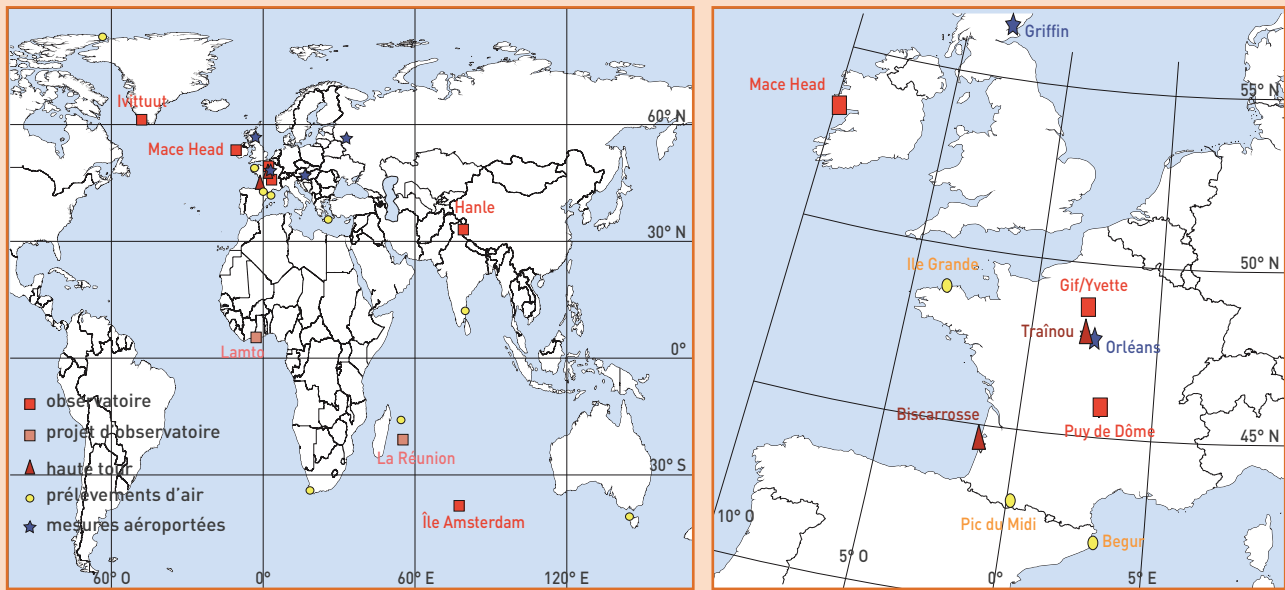 Ivittuut
60° N
Mace Head
Hanle
30° N
Lamto
0°
observatoire
projet d'observatoire
haute tour
prélèvements d'air
mesures aéroportées
La Réunion
30° S
Île Amsterdam
60° O
0°
60° E
120° E
Griffin
Mace Head
55° N
Ile Grande
50° N
Gif/Yvette
Traînou
Orléans
Biscarrosse
Puy de Dôme
45° N
10° O
Pic du Midi
Begur
5° O
0°
5° E